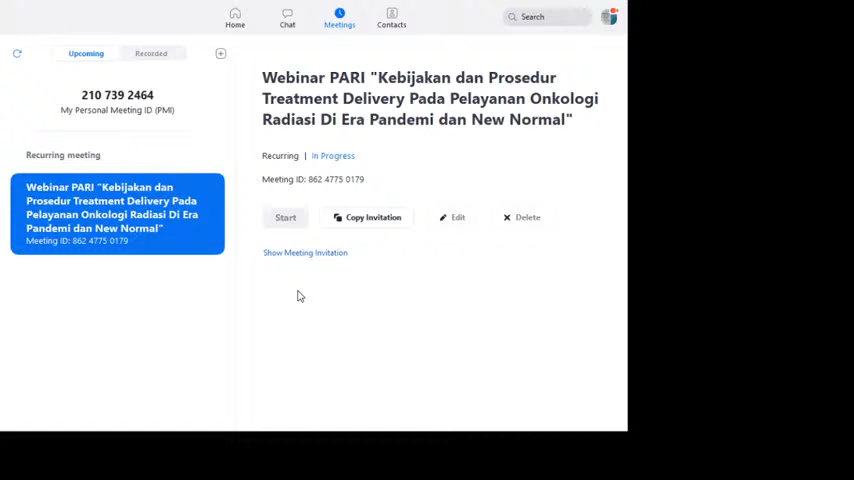 Home
Chat
Meetings
Contacts
Search
Upcoming
Recorded
210 739 2464
My Personal Meeting ID (PMI)
Recurring meeting
Webinar PARI "Kebijakan dan
Prosedur Treatment Delivery Pada
Pelayanan Onkologi Radiasi Di Era
Pandemi dan New Normal"
Meeting ID: 862 4775 0179
Webinar PARI "Kebijakan dan Prosedur
Treatment Delivery Pada Pelayanan Onkologi
Radiasi Di Era Pandemi dan New Normal"
Recurring | In Progress
Meeting ID: 862 4775 0179
Start
Copy Invitation
Edit
Delete
Show Meeting Invitation